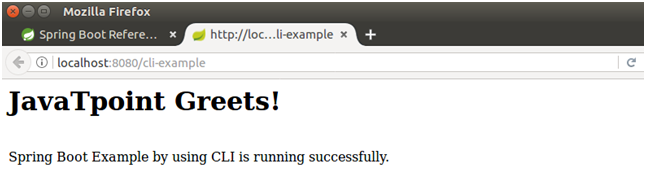 Mozilla Firefox
Spring Boot Refere... × http://loc...li-example × +
localhost:8080/cli-example
JavaTpoint Greets!
Spring Boot Example by using CLI is running successfully.